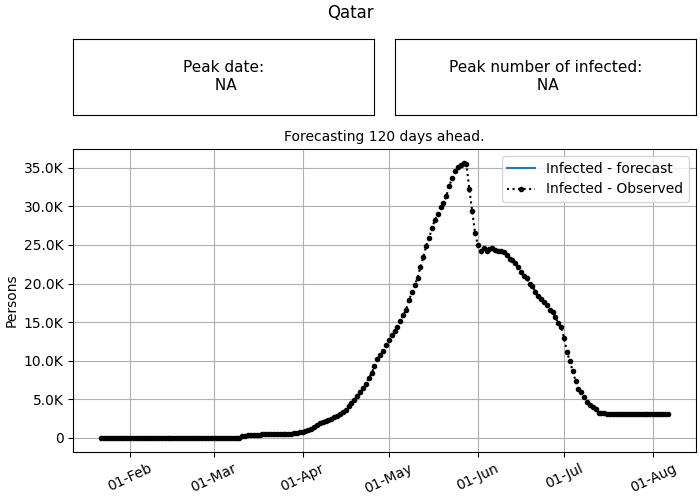 Qatar
Peak date:
NA
Peak number of infected:
NA
Forecasting 120 days ahead.
Infected - forecast
Infected - Observed
Persons
35.0K
30.0K
25.0K
20.0K
15.0K
10.0K
5.0K
0
01-Feb
01-Mar
01-Apr
01-May
01-Jun
01-Jul
01-Aug